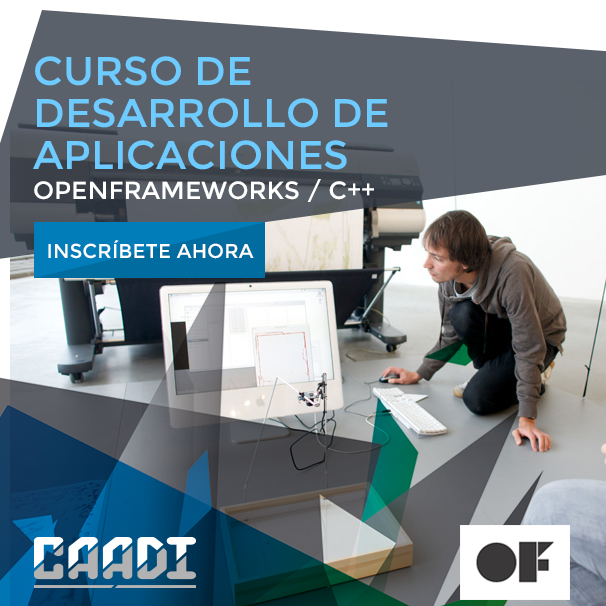 CURSO DE
DESARROLLO DE
APLICACIONES
OPENFRAMEWORKS / C++
INSCRÍBETE AHORA
CAADI
OF